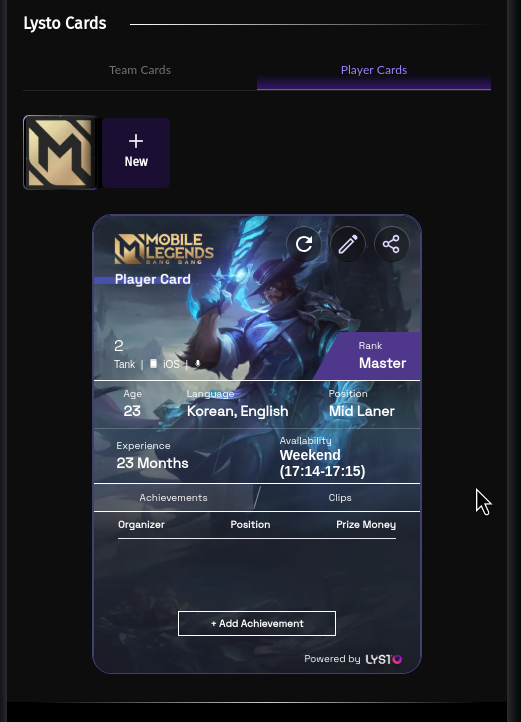 Lysto Cards
Team Cards
Player Cards
New
MOBILE
LEGENDS
BANG BANG
Player Card
2
Tank | iOS |
Rank
Master
Age
23
Language
Korean, English
Position
Mid Laner
Experience
23 Months
Availability
Weekend
(17:14-17:15)
Achievements
Clips
Organizer Position Prize Money
+ Add Achievement
Powered by LYSTO